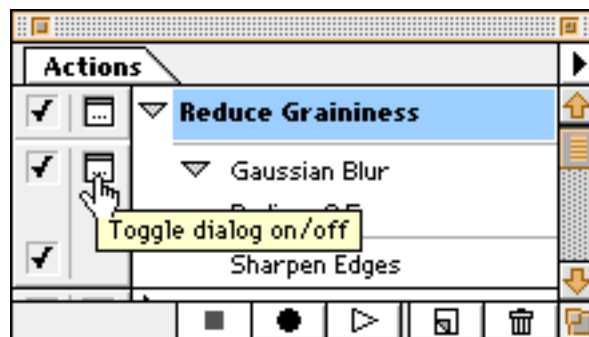 Actions
Reduce Graininess
Gaussian Blur
Toggle dialog on/off
Sharpen Edges